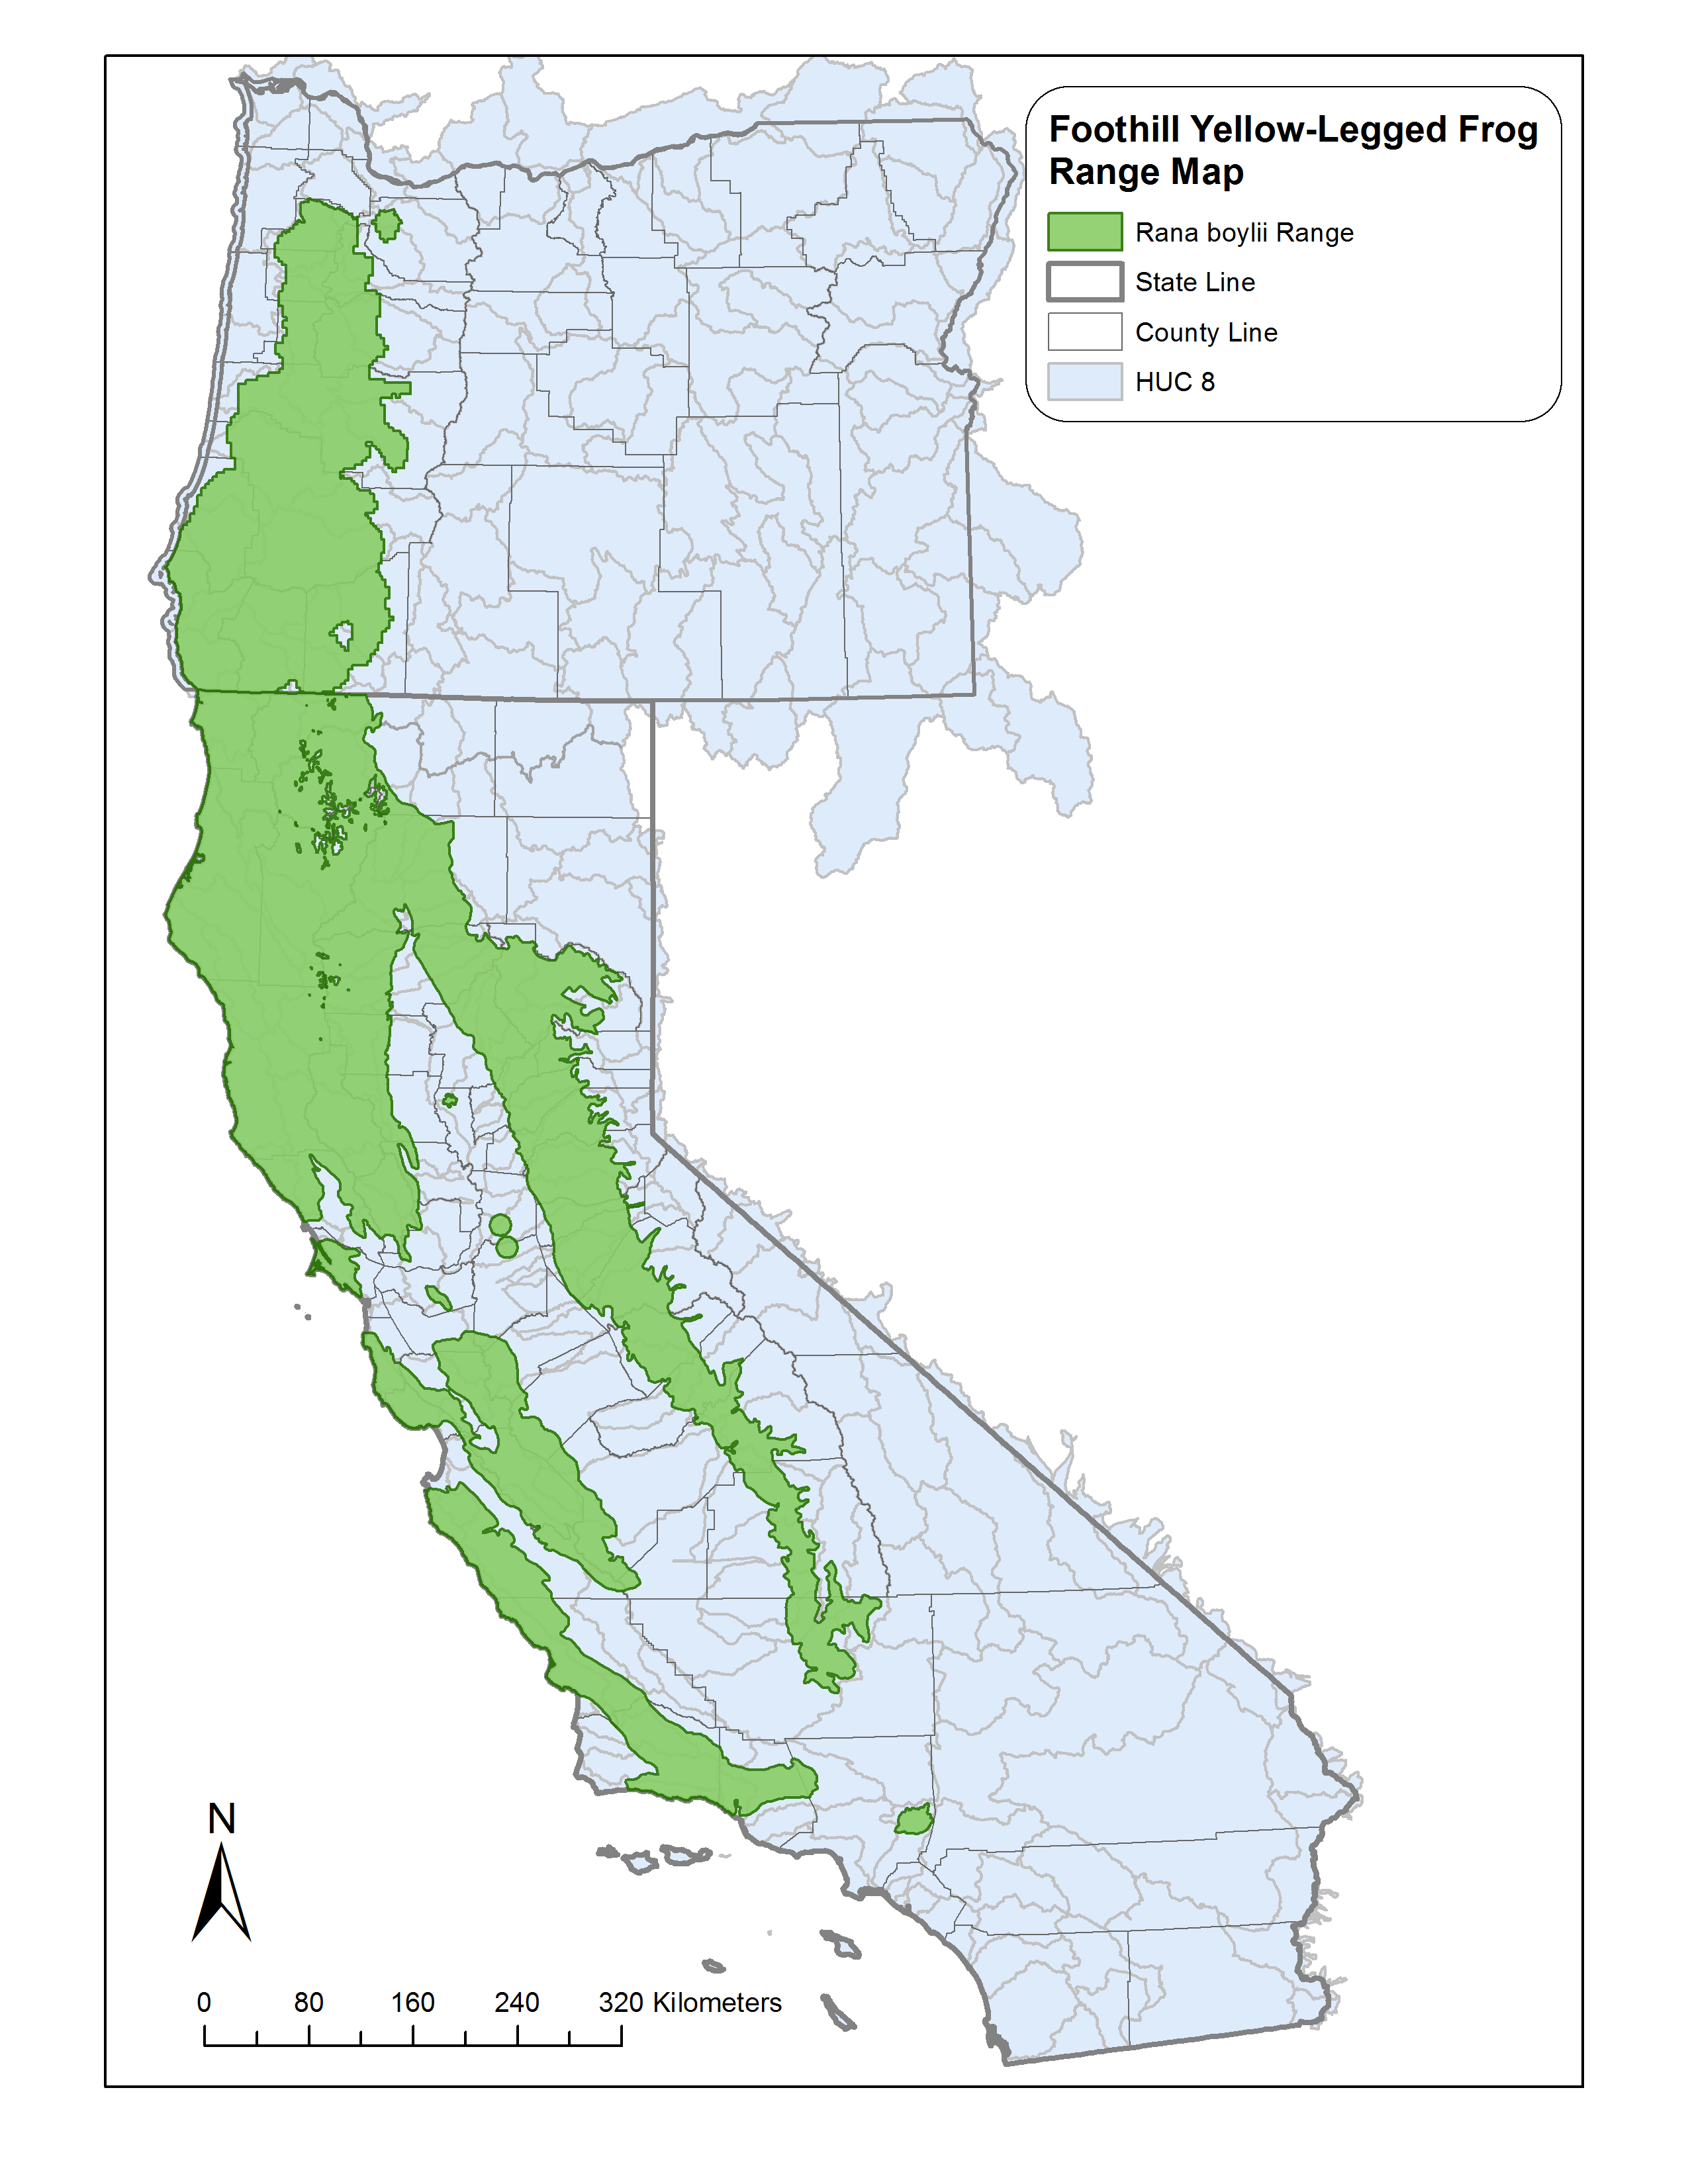 Foothill Yellow-Legged Frog
Range Map
Rana boylii Range
State Line
County Line
HUC 8
N
0 80 160 240 320 Kilometers